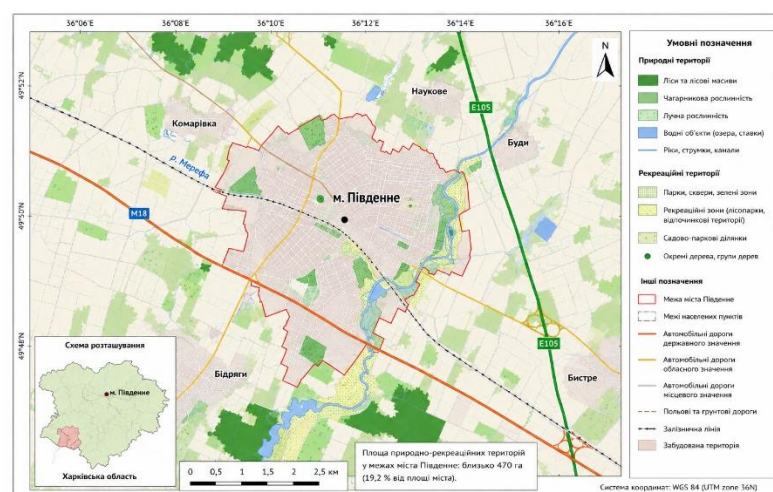 36°06'E 36°08'E 36°10'E 36°12'E 36°14'E 36°16'E
49°52'N
49°50'N
49°48'N
N
Наукове
Комарівка
E105
Буди
р. Мерефа
м. Південне
M18
E105
Бідряги
Бистре
Схема розташування
м. Південне
Харківська область
0 0,5 1 1,5 2 2,5 км
Площа природно-рекреаційних територій
у межах міста Південне: близько 470 га
(19,2 % від площі міста).
Умовні позначення
Природні території
Ліси та лісові масиви
Чагарникова рослинність
Лучна рослинність
Водні об'єкти (озера, ставки)
Ріки, струмки, канали
Рекреаційні території
Парки, сквери, зелені зони
Рекреаційні зони (лісопарки,
відпочинкові території)
Садово-паркові ділянки
Окрені дерева, групи дерев
Інші позначення
Межа міста Південне
Межі населених пунктів
Автомобільні дороги
державного значення
Автомобільні дороги
обласного значення
Автомобільні дороги
місцевого значення
Польові та грунтові дороги
Залізнична лінія
Забудована територія
Система координат: WGS 84 (UTM zone 36N)